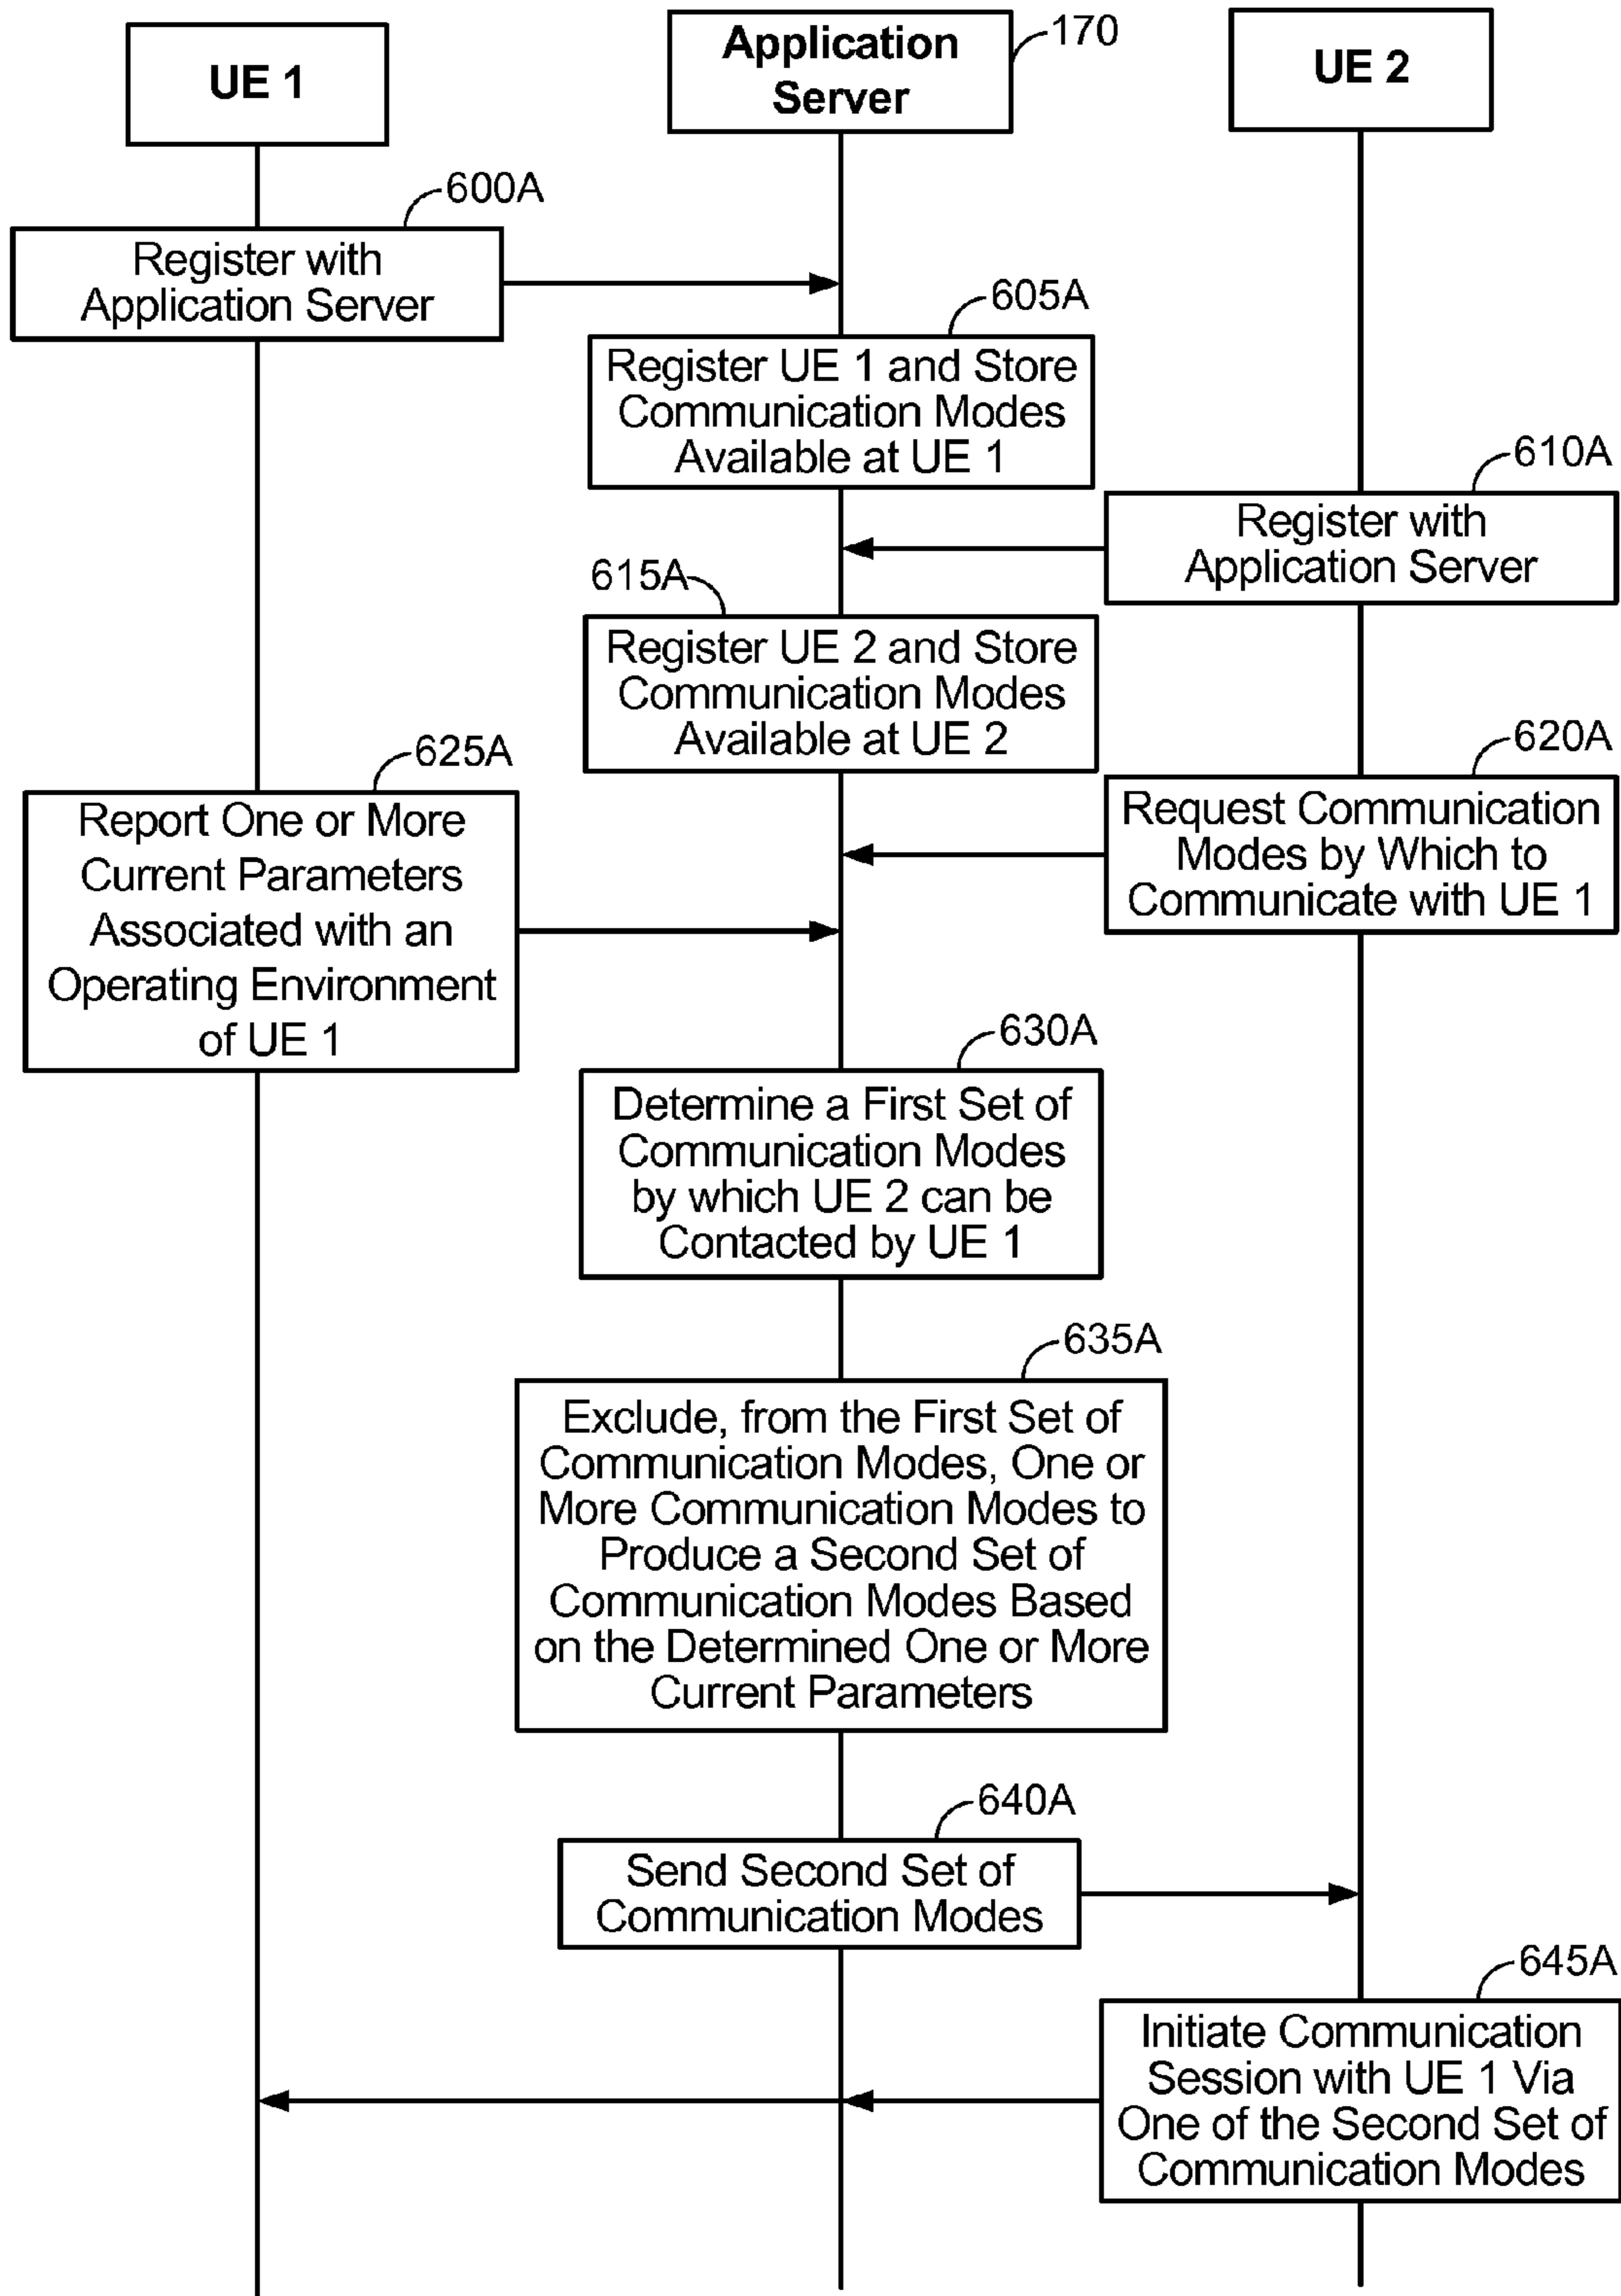 UE 1
Application
Server
170
UE 2
600A
Register with
Application Server
605A
Register UE 1 and Store
Communication Modes
Available at UE 1
610A
Register with
Application Server
615A
Register UE 2 and Store
Communication Modes
Available at UE 2
620A
Request Communication
Modes by Which to
Communicate with UE 1
625A
Report One or More
Current Parameters
Associated with an
Operating Environment
of UE 1
630A
Determine a First Set of
Communication Modes
by which UE 2 can be
Contacted by UE 1
635A
Exclude, from the First Set of
Communication Modes, One or
More Communication Modes to
Produce a Second Set of
Communication Modes Based
on the Determined One or More
Current Parameters
640A
Send Second Set of
Communication Modes
645A
Initiate Communication
Session with UE 1 Via
One of the Second Set of
Communication Modes